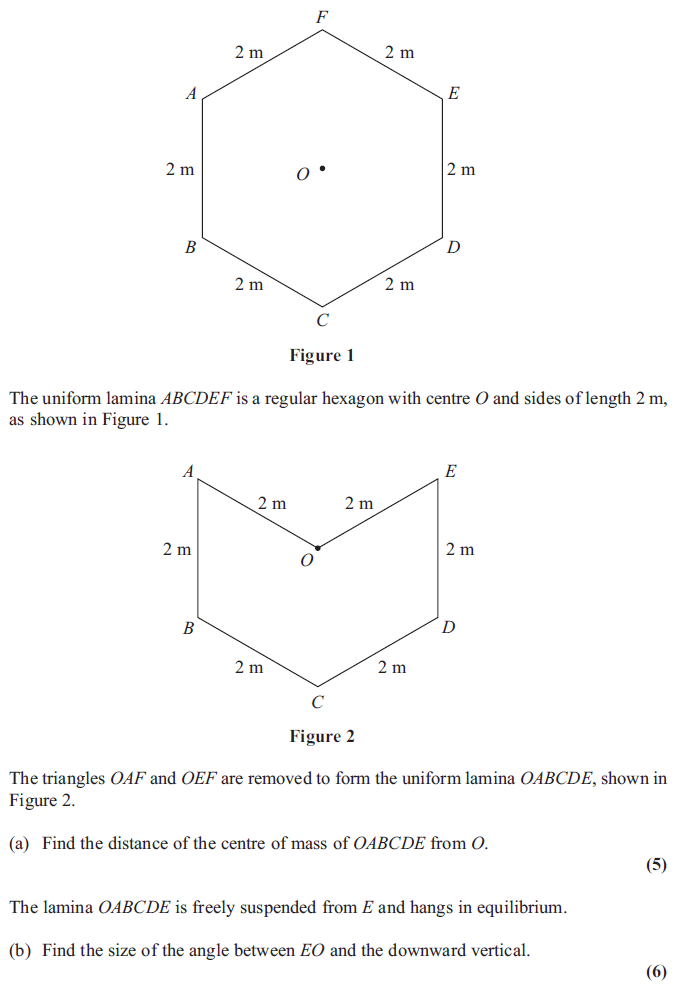 F
2 m 2 m
A E
2 m O 2 m
B D
2 m 2 m
C
Figure 1
The uniform lamina ABCDEF is a regular hexagon with centre O and sides of length 2 m,
as shown in Figure 1.
A E
2 m 2 m
2 m O 2 m
B D
2 m 2 m
C
Figure 2
The triangles OAF and OEF are removed to form the uniform lamina OABCDE, shown in
Figure 2.
(a) Find the distance of the centre of mass of OABCDE from O.
(5)
The lamina OABCDE is freely suspended from E and hangs in equilibrium.
(b) Find the size of the angle between EO and the downward vertical.
(6)